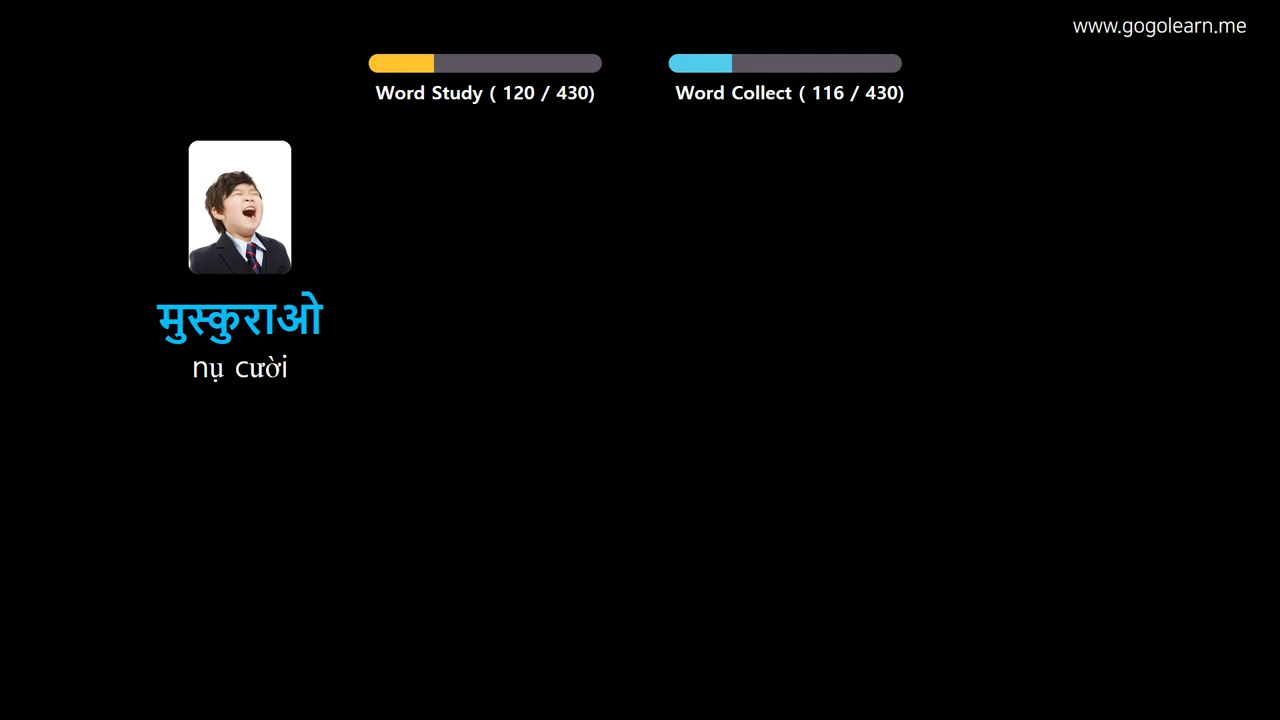 www.gogolearn.me
Word Study ( 120 / 430)
Word Collect ( 116 / 430)
मुस्कुराओ
nụ cười